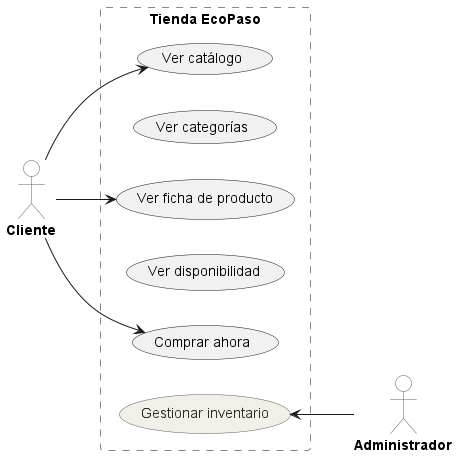 Tienda EcoPaso
Ver catálogo
Ver categorías
Ver ficha de producto
Cliente
Ver disponibilidad
Comprar ahora
Gestionar inventario
Administrador